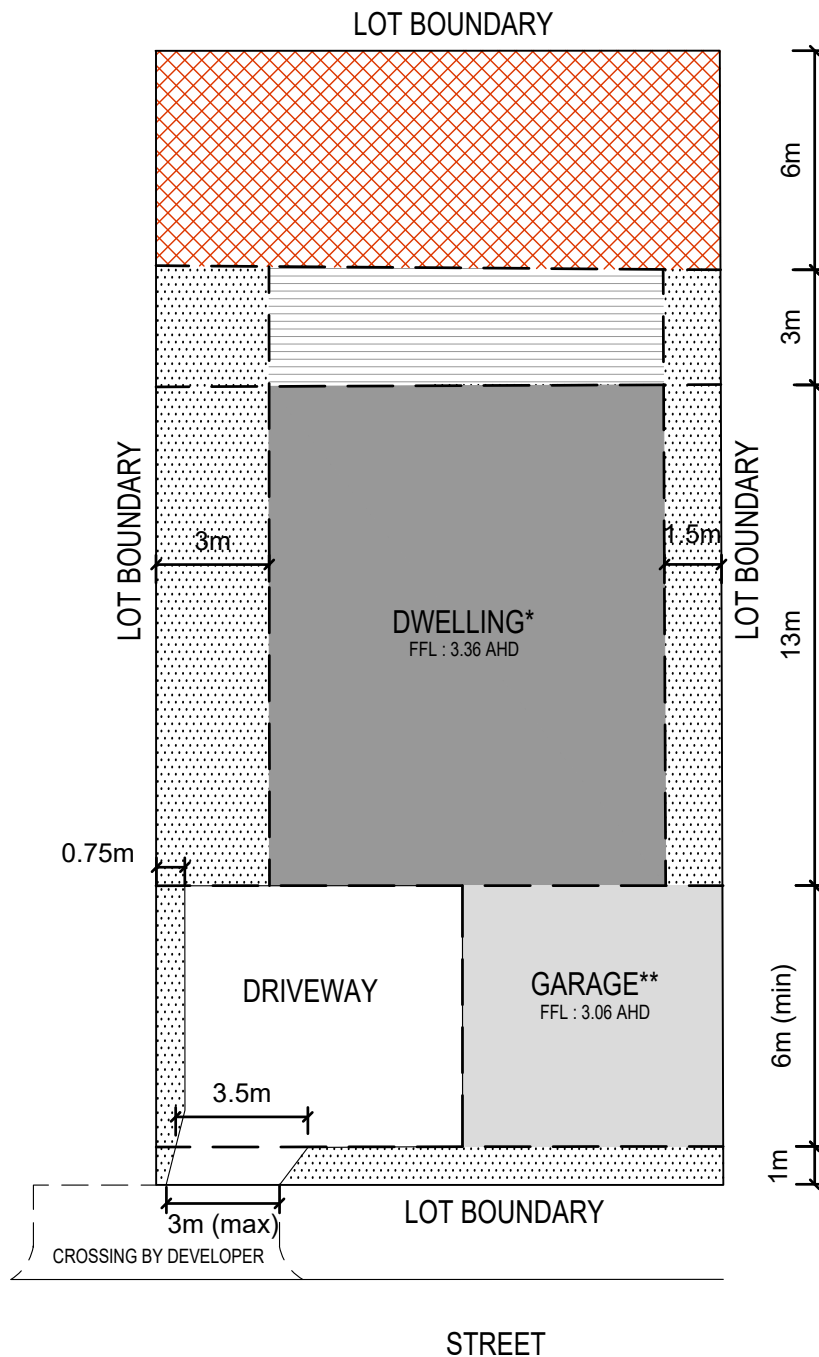 LOT BOUNDARY
6m
3m
LOT BOUNDARY
3m
1.5m
LOT BOUNDARY
13m
DWELLING*
FFL : 3.36 AHD
0.75m
DRIVEWAY
GARAGE**
FFL : 3.06 AHD
6m (min)
3.5m
1m
3m (max)
LOT BOUNDARY
CROSSING BY DEVELOPER
STREET